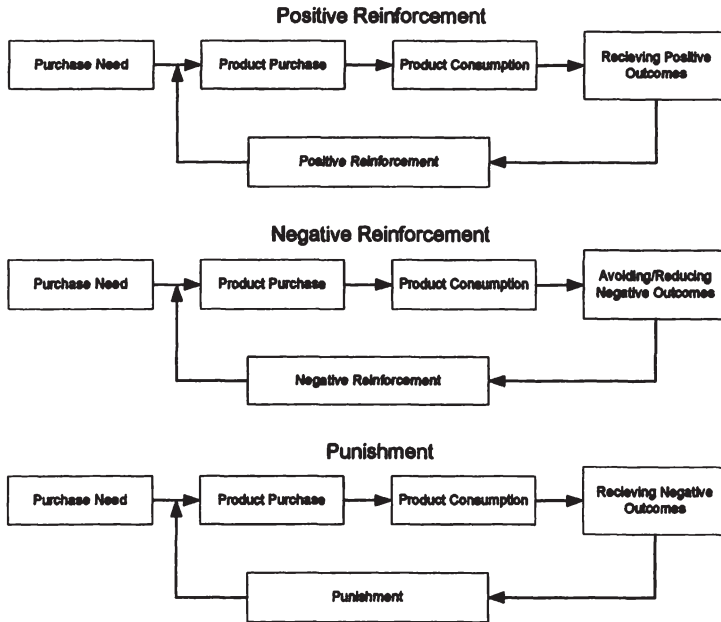 Positive Reinforcement
Purchase Need
Product Purchase
Product Consumption
Recieving Positive
Outcomes
Positive Reinforcement
Negative Reinforcement
Purchase Need
Product Purchase
Product Consumption
Avoiding/Reducing
Negative Outcomes
Negative Reinforcement
Punishment
Purchase Need
Product Purchase
Product Consumption
Recieving Negative
Outcomes
Punishment